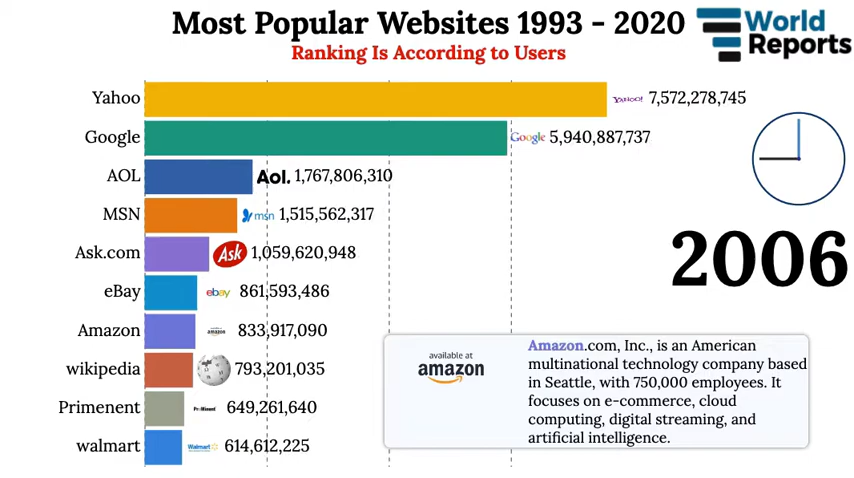 Most Popular Websites 1993 - 2020
Ranking Is According to Users
World
Reports
Yahoo YAHOO! 7,572,278,745
Google Google 5,940,887,737
AOL Aol. 1,767,806,310
MSN msn 1,515,562,317
Ask.com Ask 1,059,620,948
eBay ebay 861,593,486
Amazon amazon 833,917,090
wikipedia 793,201,035
Primenent 649,261,640
walmart Walmart 614,612,225
2006
available at
amazon
Amazon.com, Inc., is an American
multinational technology company based
in Seattle, with 750,000 employees. It
focuses on e-commerce, cloud
computing, digital streaming, and
artificial intelligence.